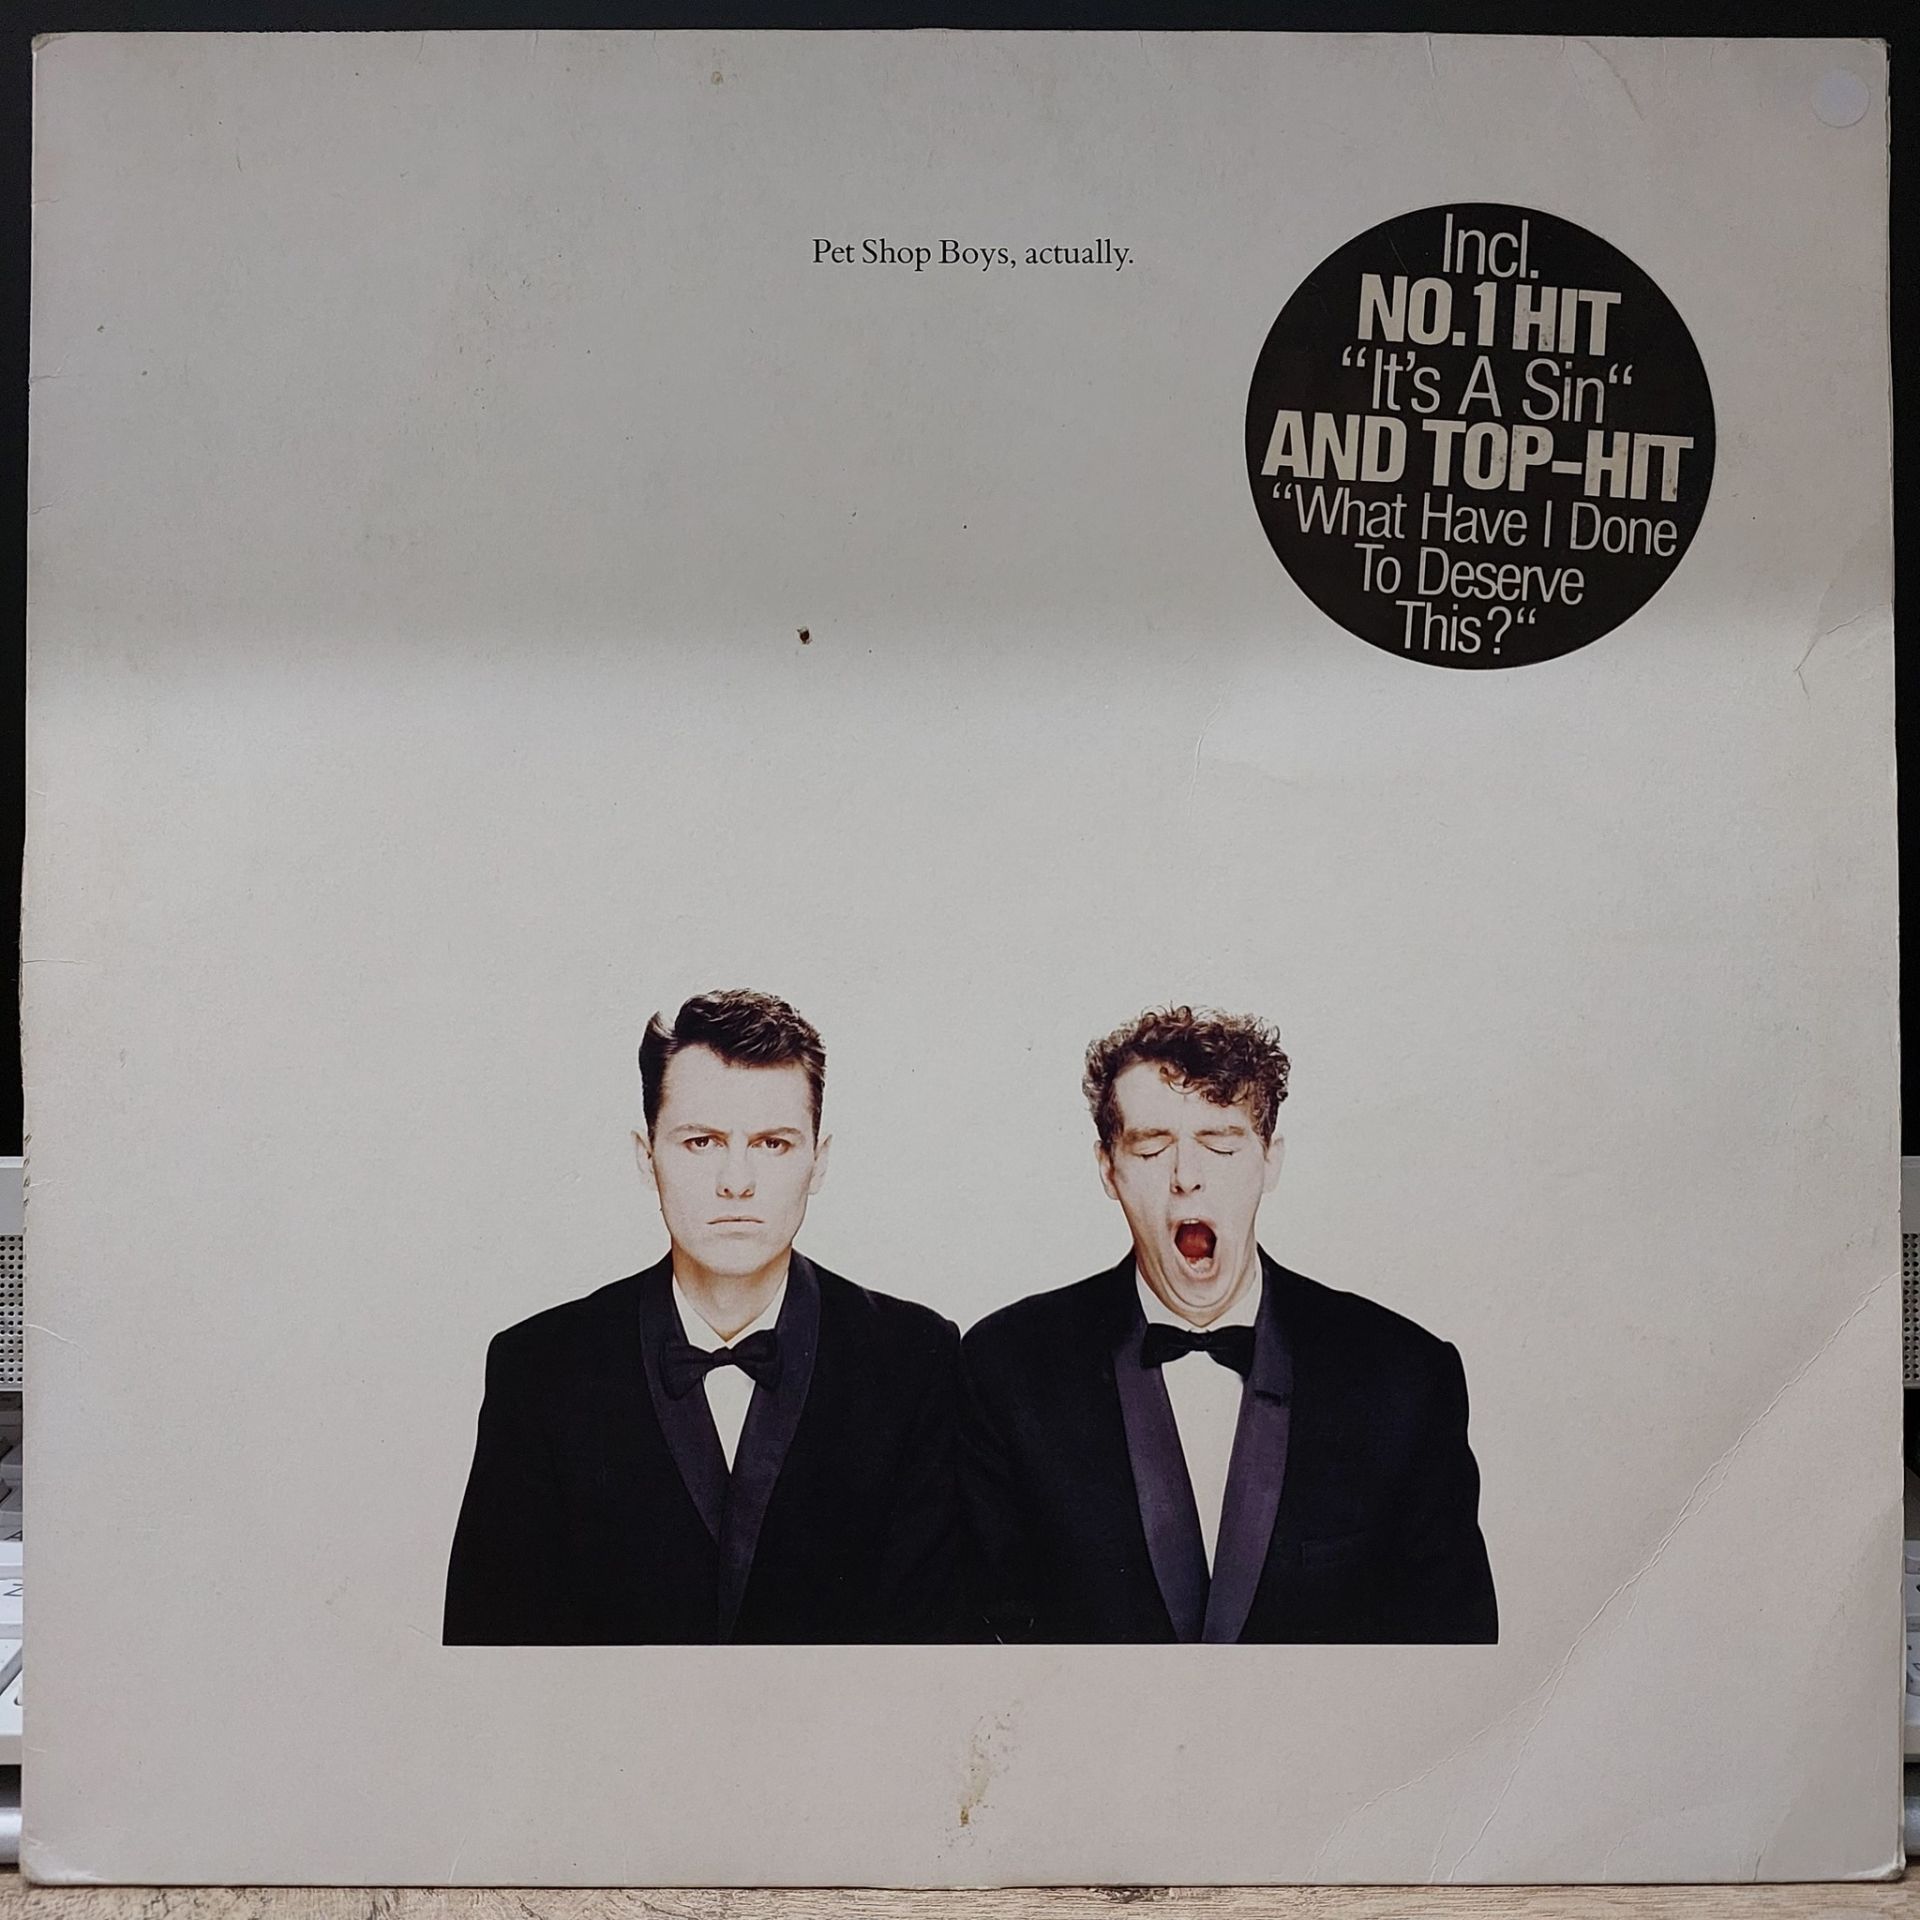 Pet Shop Boys, actually.
Incl.
NO.1 HIT
“It’s A Sin“
AND TOP-HIT
“What Have I Done
To Deserve
This?“